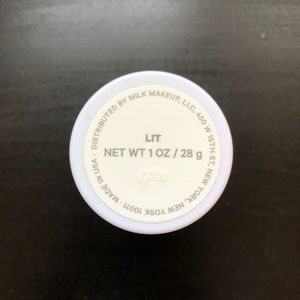 DISTRIBUTED BY MILK MAKEUP, LLC, 450 W 15TH ST, NEW YORK, NEW YORK 10011 · MADE IN USA ·
LIT
NET WT 1 OZ / 28 g